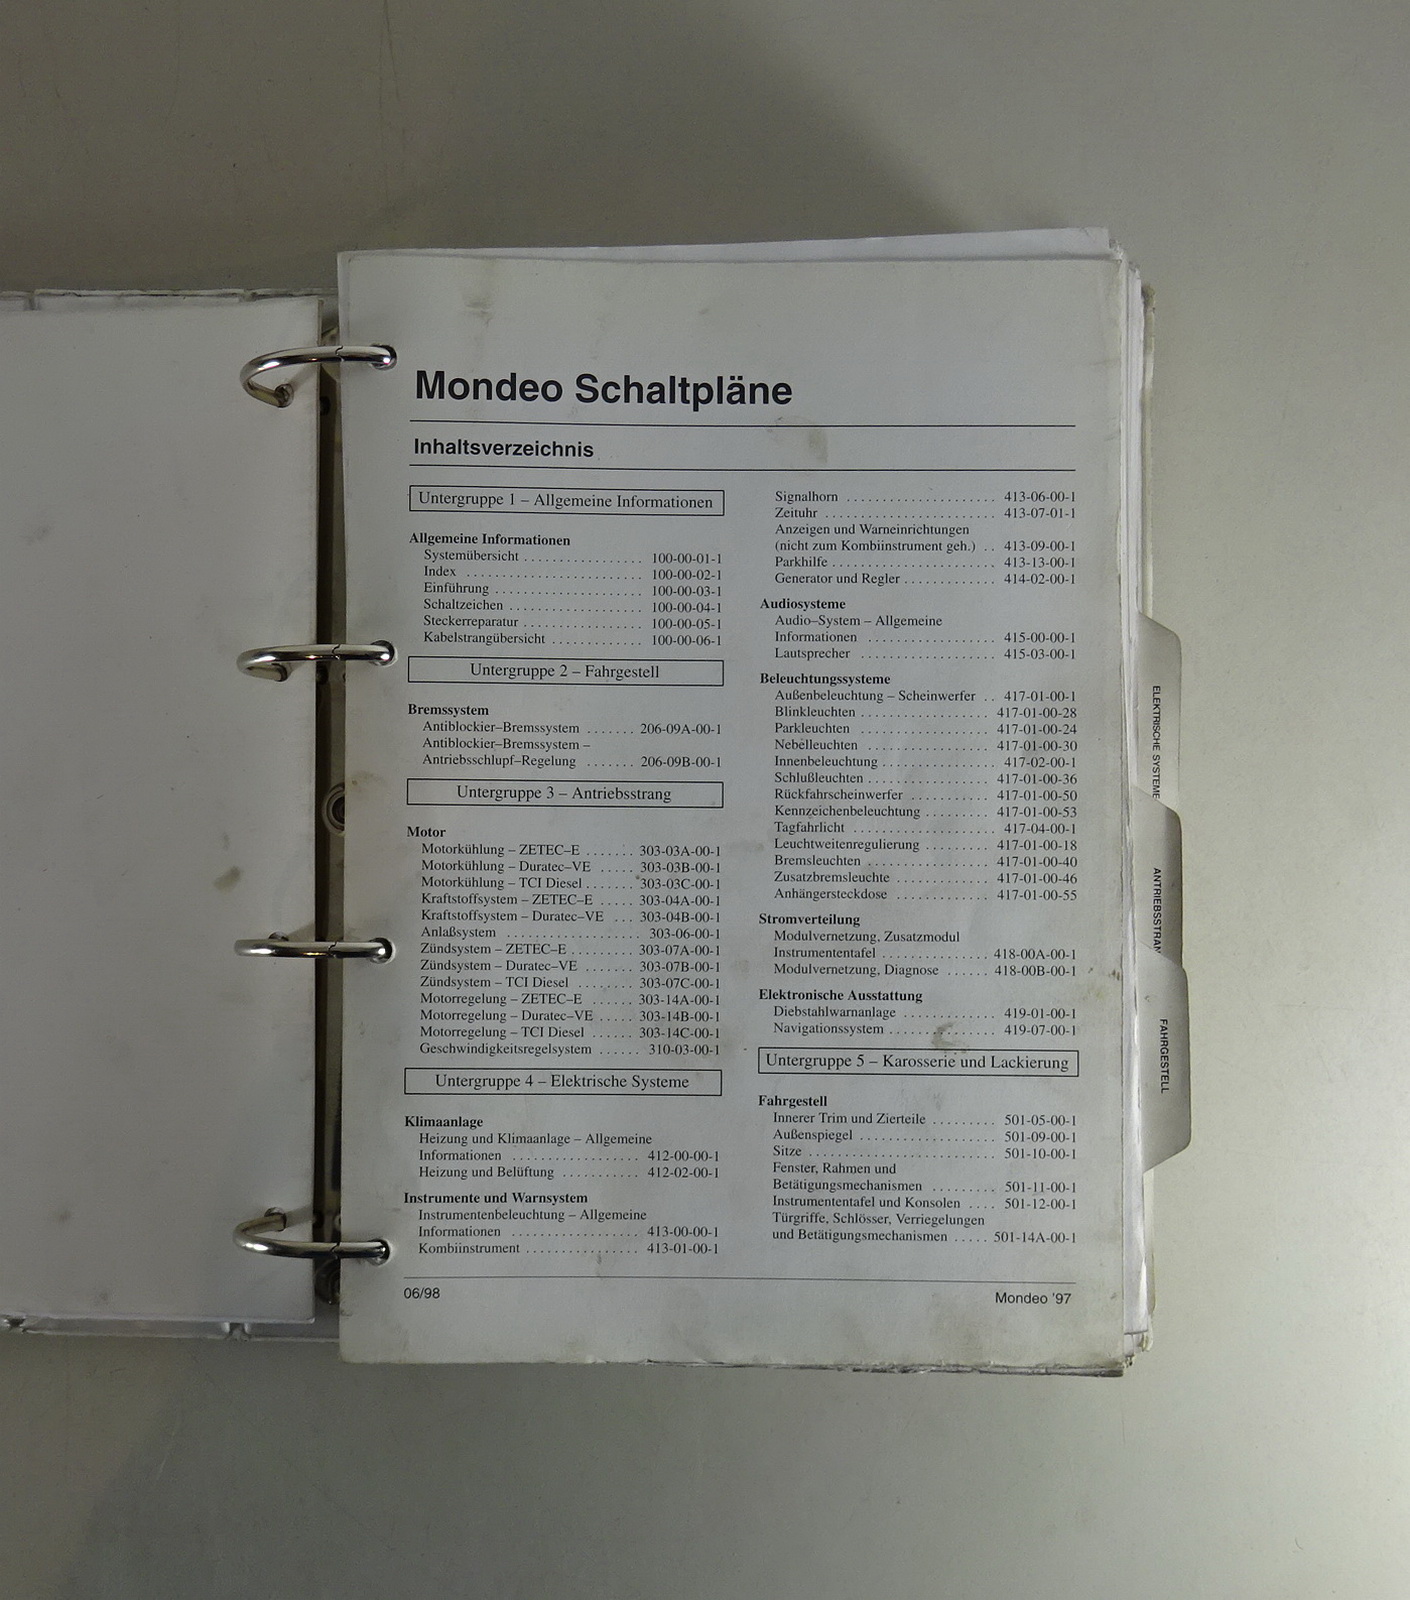 Mondeo Schaltpläne
Inhaltsverzeichnis
Untergruppe 1 – Allgemeine Informationen
Allgemeine Informationen
Systemübersicht . . . . . . . . . . . . . . . . . 100-00-01-1
Index . . . . . . . . . . . . . . . . . . . . . . . . . 100-00-02-1
Einführung . . . . . . . . . . . . . . . . . . . . . 100-00-03-1
Schaltzeichen . . . . . . . . . . . . . . . . . . . 100-00-04-1
Steckerreparatur . . . . . . . . . . . . . . . . . 100-00-05-1
Kabelstrangübersicht . . . . . . . . . . . . . 100-00-06-1
Untergruppe 2 – Fahrgestell
Bremssystem
Antiblockier–Bremssystem . . . . . . . 206-09A-00-1
Antiblockier–Bremssystem –
Antriebsschlupf–Regelung . . . . . . . 206-09B-00-1
Untergruppe 3 – Antriebsstrang
Motor
Motorkühlung – ZETEC–E . . . . . . . 303-03A-00-1
Motorkühlung – Duratec–VE . . . . . 303-03B-00-1
Motorkühlung – TCI Diesel . . . . . . . 303-03C-00-1
Kraftstoffsystem – ZETEC–E . . . . . 303-04A-00-1
Kraftstoffsystem – Duratec–VE . . . 303-04B-00-1
Anlaßsystem . . . . . . . . . . . . . . . . . . . 303-06-00-1
Zündsystem – ZETEC–E . . . . . . . . . 303-07A-00-1
Zündsystem – Duratec–VE . . . . . . . 303-07B-00-1
Zündsystem – TCI Diesel . . . . . . . . 303-07C-00-1
Motorregelung – ZETEC–E . . . . . . 303-14A-00-1
Motorregelung – Duratec–VE . . . . . 303-14B-00-1
Motorregelung – TCI Diesel . . . . . . 303-14C-00-1
Geschwindigkeitsregelsystem . . . . . . 310-03-00-1
Untergruppe 4 – Elektrische Systeme
Klimaanlage
Heizung und Klimaanlage – Allgemeine
Informationen . . . . . . . . . . . . . . . . . . 412-00-00-1
Heizung und Belüftung . . . . . . . . . . . 412-02-00-1
Instrumente und Warnsystem
Instrumentenbeleuchtung – Allgemeine
Informationen . . . . . . . . . . . . . . . . . . 413-00-00-1
Kombiinstrument . . . . . . . . . . . . . . . . 413-01-00-1
Signalhorn . . . . . . . . . . . . . . . . . . . . . 413-06-00-1
Zeituhr . . . . . . . . . . . . . . . . . . . . . . . . 413-07-01-1
Anzeigen und Warneinrichtungen
(nicht zum Kombiinstrument geh.) . . 413-09-00-1
Parkhilfe . . . . . . . . . . . . . . . . . . . . . . . 413-13-00-1
Generator und Regler . . . . . . . . . . . . . 414-02-00-1
Audiosysteme
Audio–System – Allgemeine
Informationen . . . . . . . . . . . . . . . . . . 415-00-00-1
Lautsprecher . . . . . . . . . . . . . . . . . . . 415-03-00-1
Beleuchtungssysteme
Außenbeleuchtung – Scheinwerfer . . 417-01-00-1
Blinkleuchten . . . . . . . . . . . . . . . . . . 417-01-00-28
Parkleuchten . . . . . . . . . . . . . . . . . . 417-01-00-24
Nebelleuchten . . . . . . . . . . . . . . . . . 417-01-00-30
Innenbeleuchtung . . . . . . . . . . . . . . . . 417-02-00-1
Schlußleuchten . . . . . . . . . . . . . . . . . 417-01-00-36
Rückfahrscheinwerfer . . . . . . . . . . . 417-01-00-50
Kennzeichenbeleuchtung . . . . . . . . . 417-01-00-53
Tagfahrlicht . . . . . . . . . . . . . . . . . . . . 417-04-00-1
Leuchtweitenregulierung . . . . . . . . . 417-01-00-18
Bremsleuchten . . . . . . . . . . . . . . . . . 417-01-00-40
Zusatzbremsleuchte . . . . . . . . . . . . . 417-01-00-46
Anhängersteckdose . . . . . . . . . . . . . 417-01-00-55
Stromverteilung
Modulvernetzung, Zusatzmodul
Instrumententafel . . . . . . . . . . . . . . . 418-00A-00-1
Modulvernetzung, Diagnose . . . . . . 418-00B-00-1
Elektronische Ausstattung
Diebstahlwarnanlage . . . . . . . . . . . . . 419-01-00-1
Navigationssystem . . . . . . . . . . . . . . . 419-07-00-1
Untergruppe 5 – Karosserie und Lackierung
Fahrgestell
Innerer Trim und Zierteile . . . . . . . . . 501-05-00-1
Außenspiegel . . . . . . . . . . . . . . . . . . . 501-09-00-1
Sitze . . . . . . . . . . . . . . . . . . . . . . . . . . 501-10-00-1
Fenster, Rahmen und
Betätigungsmechanismen . . . . . . . . . 501-11-00-1
Instrumententafel und Konsolen . . . . 501-12-00-1
Türgriffe, Schlösser, Verriegelungen
und Betätigungsmechanismen . . . . . 501-14A-00-1
06/98
Mondeo '97
ELEKTRISCHE SYSTEME
ANTRIEBSSTRAN
FAHRGESTELL